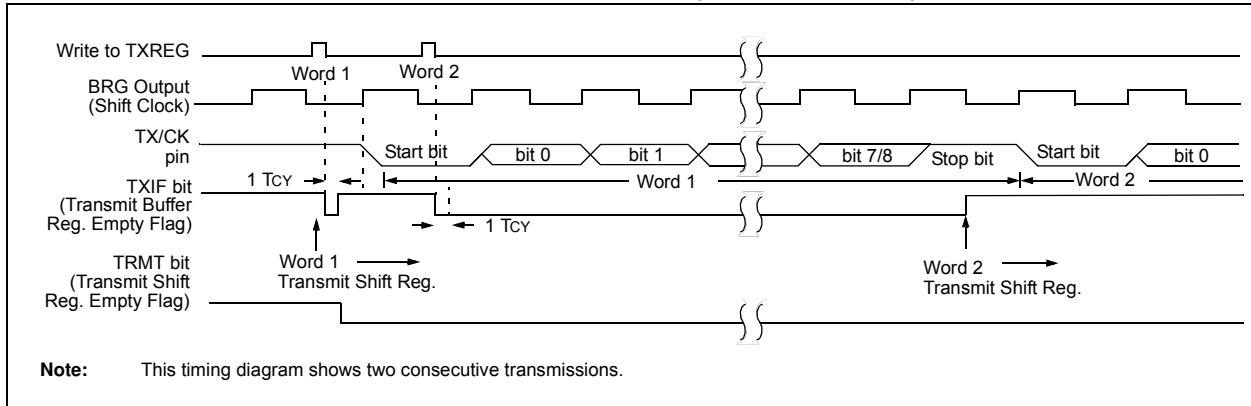 Write to TXREG
Word 1 Word 2
BRG Output
(Shift Clock)
TX/CK
pin
Start bit bit 0 bit 1 bit 7/8 Stop bit Start bit bit 0
1 TCY Word 1 Word 2
TXIF bit
(Transmit Buffer
Reg. Empty Flag)
1 TCY
Word 1
Transmit Shift Reg.
Word 2
Transmit Shift Reg.
TRMT bit
(Transmit Shift
Reg. Empty Flag)
Note: This timing diagram shows two consecutive transmissions.